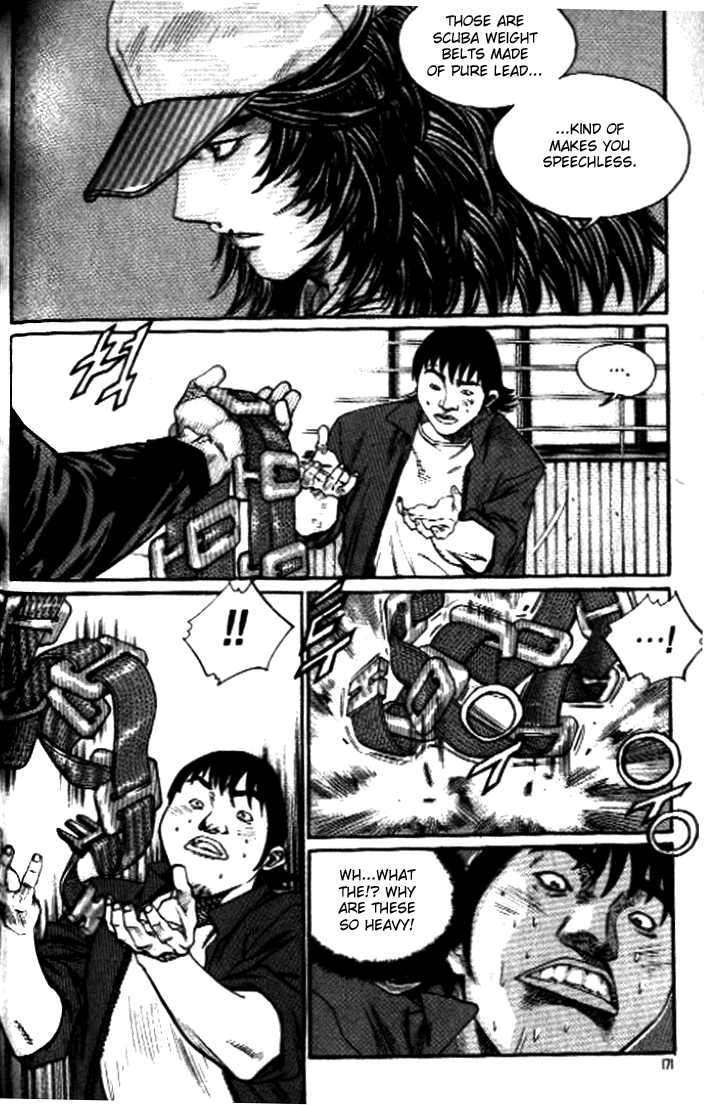 THOSE ARE
SCUBA WEIGHT
BELTS MADE
OF PURE LEAD...
...KIND OF
MAKES YOU
SPEECHLESS.
....
!!
...!
WH...WHAT
THE!? WHY
ARE THESE
SO HEAVY!
171